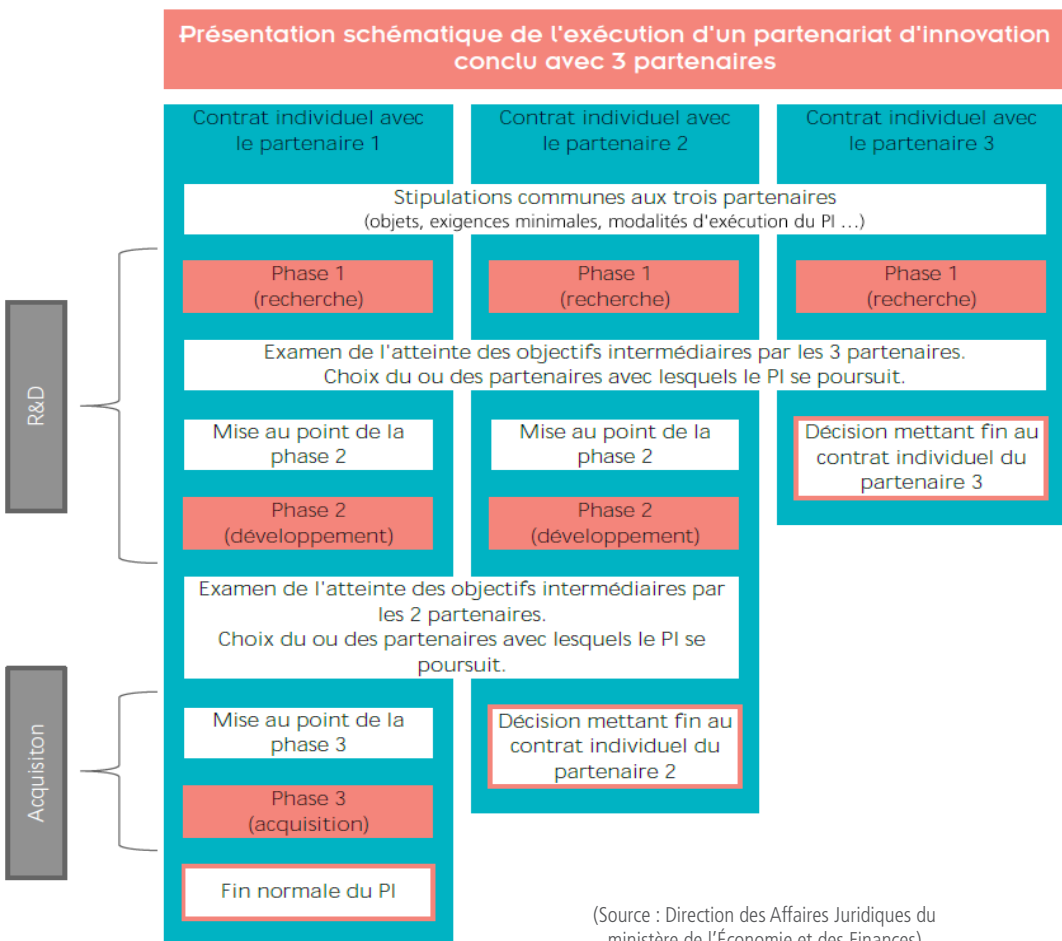 Présentation schématique de l'exécution d'un partenariat d'innovation
conclu avec 3 partenaires
Contrat individuel avec
le partenaire 1
Contrat individuel avec
le partenaire 2
Contrat individuel avec
le partenaire 3
Stipulations communes aux trois partenaires
(objets, exigences minimales, modalités d'exécution du PI ...)
R&D
Phase 1
(recherche)
Phase 1
(recherche)
Phase 1
(recherche)
Examen de l'atteinte des objectifs intermédiaires par les 3 partenaires.
Choix du ou des partenaires avec lesquels le PI se poursuit.
Mise au point de la
phase 2
Mise au point de la
phase 2
Décision mettant fin au
contrat individuel du
partenaire 3
Phase 2
(développement)
Phase 2
(développement)
Examen de l'atteinte des objectifs intermédiaires par
les 2 partenaires.
Choix du ou des partenaires avec lesquels le PI se
poursuit.
Acquisiton
Mise au point de la
phase 3
Décision mettant fin au
contrat individuel du
partenaire 2
Phase 3
(acquisition)
Fin normale du PI
(Source : Direction des Affaires Juridiques du
ministère de l'Économie et des Finances)